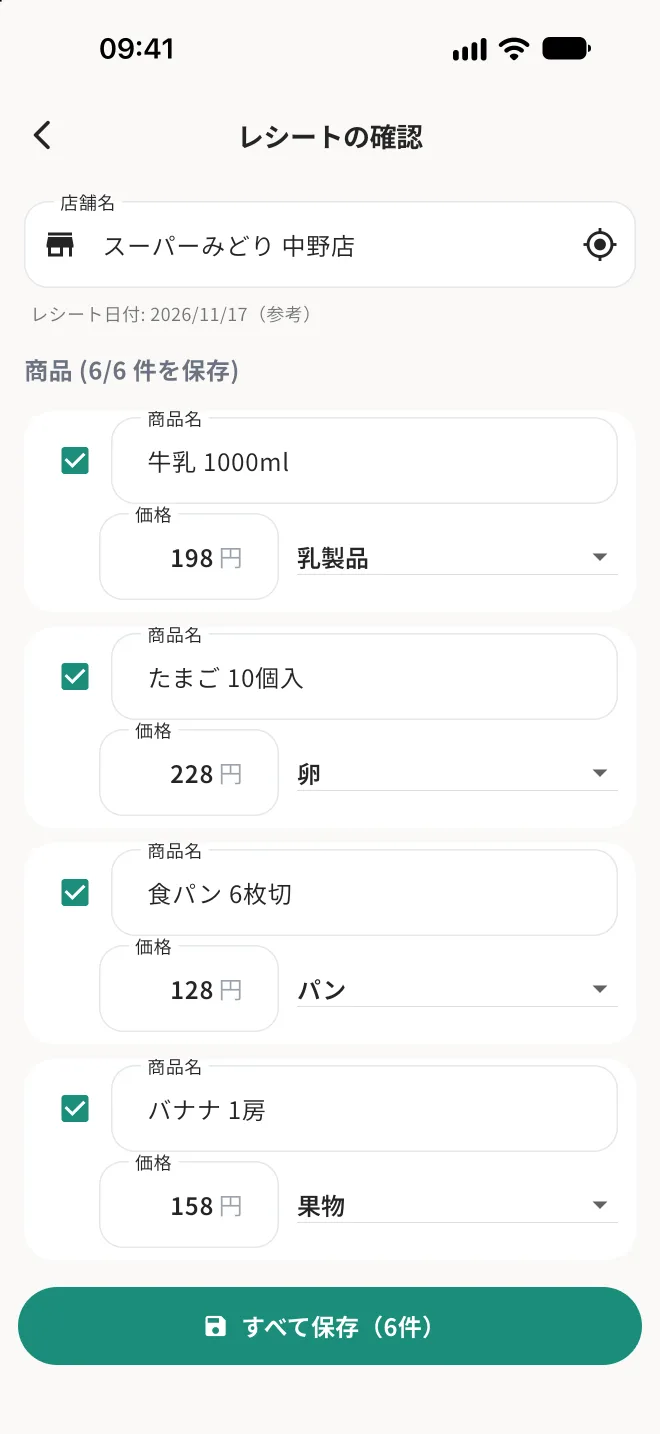 09:41
レシートの確認
店舗名
スーパーみどり 中野店
レシート日付: 2026/11/17（参考）
商品 (6/6 件を保存)
商品名
牛乳 1000ml
価格
198 円
乳製品
商品名
たまご 10個入
価格
228 円
卵
商品名
食パン 6枚切
価格
128 円
パン
商品名
バナナ 1房
価格
158 円
果物
すべて保存（6件）